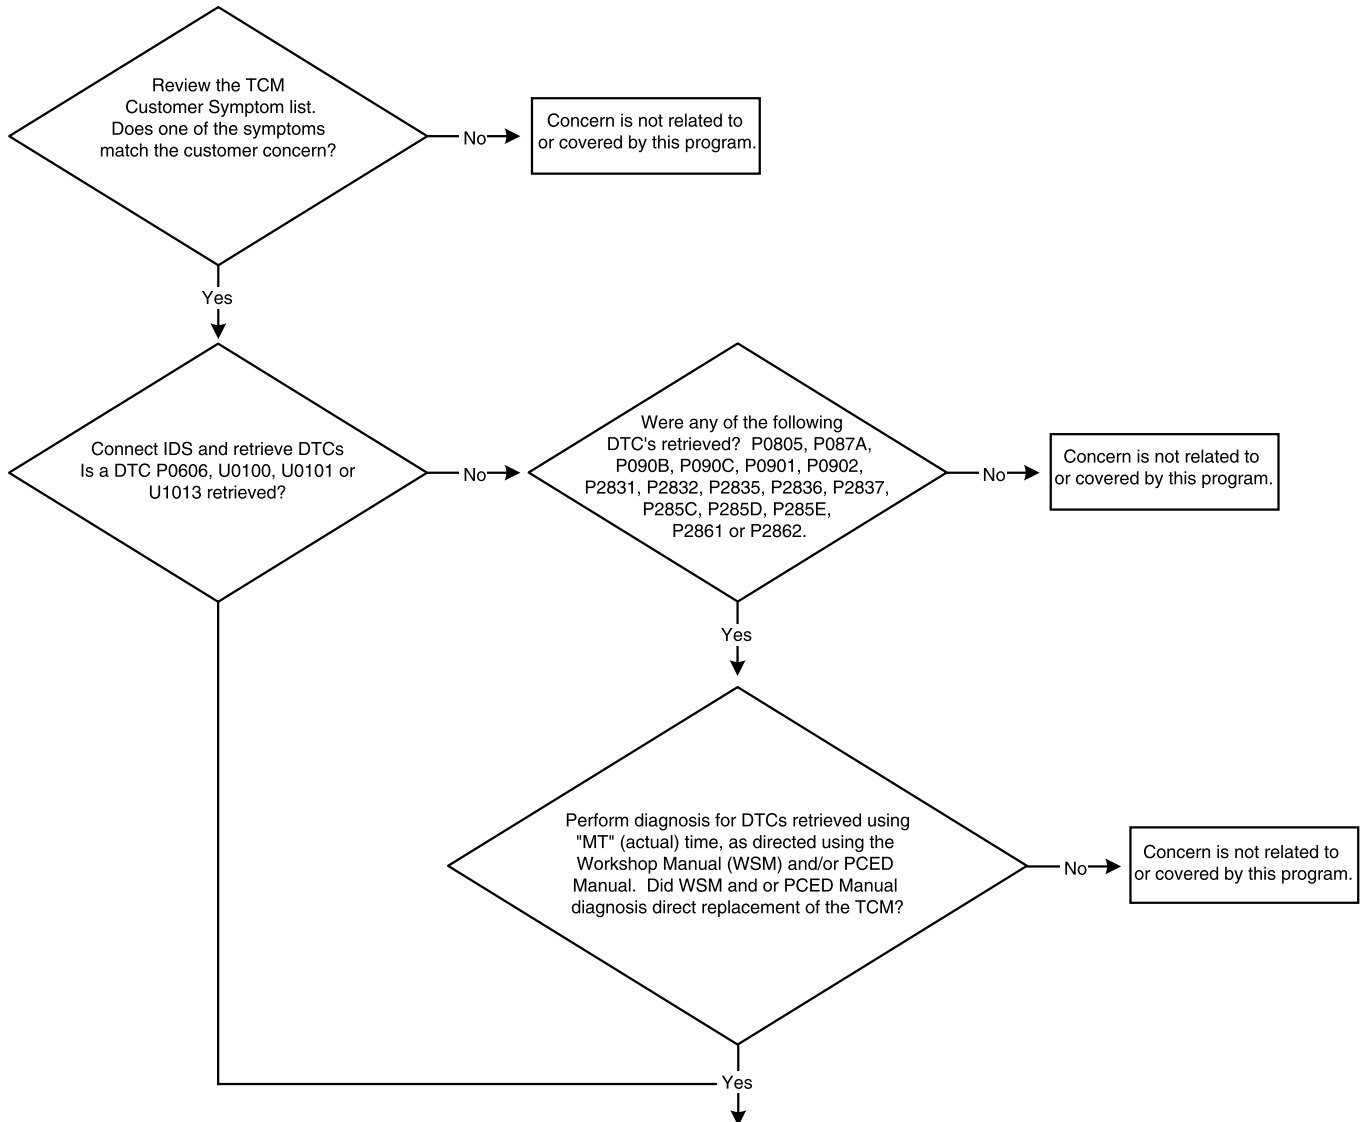 Review the TCM
Customer Symptom list.
Does one of the symptoms
match the customer concern?
No
Concern is not related to
or covered by this program.
Yes
Connect IDS and retrieve DTCs
Is a DTC P0606, U0100, U0101 or
U1013 retrieved?
No
Were any of the following
DTC's retrieved?  P0805, P087A,
P090B, P090C, P0901, P0902,
P2831, P2832, P2835, P2836, P2837,
P285C, P285D, P285E,
P2861 or P2862.
No
Concern is not related to
or covered by this program.
Yes
Perform diagnosis for DTCs retrieved using
"MT" (actual) time, as directed using the
Workshop Manual (WSM) and/or PCED
Manual.  Did WSM and or PCED Manual
diagnosis direct replacement of the TCM?
No
Concern is not related to
or covered by this program.
Yes